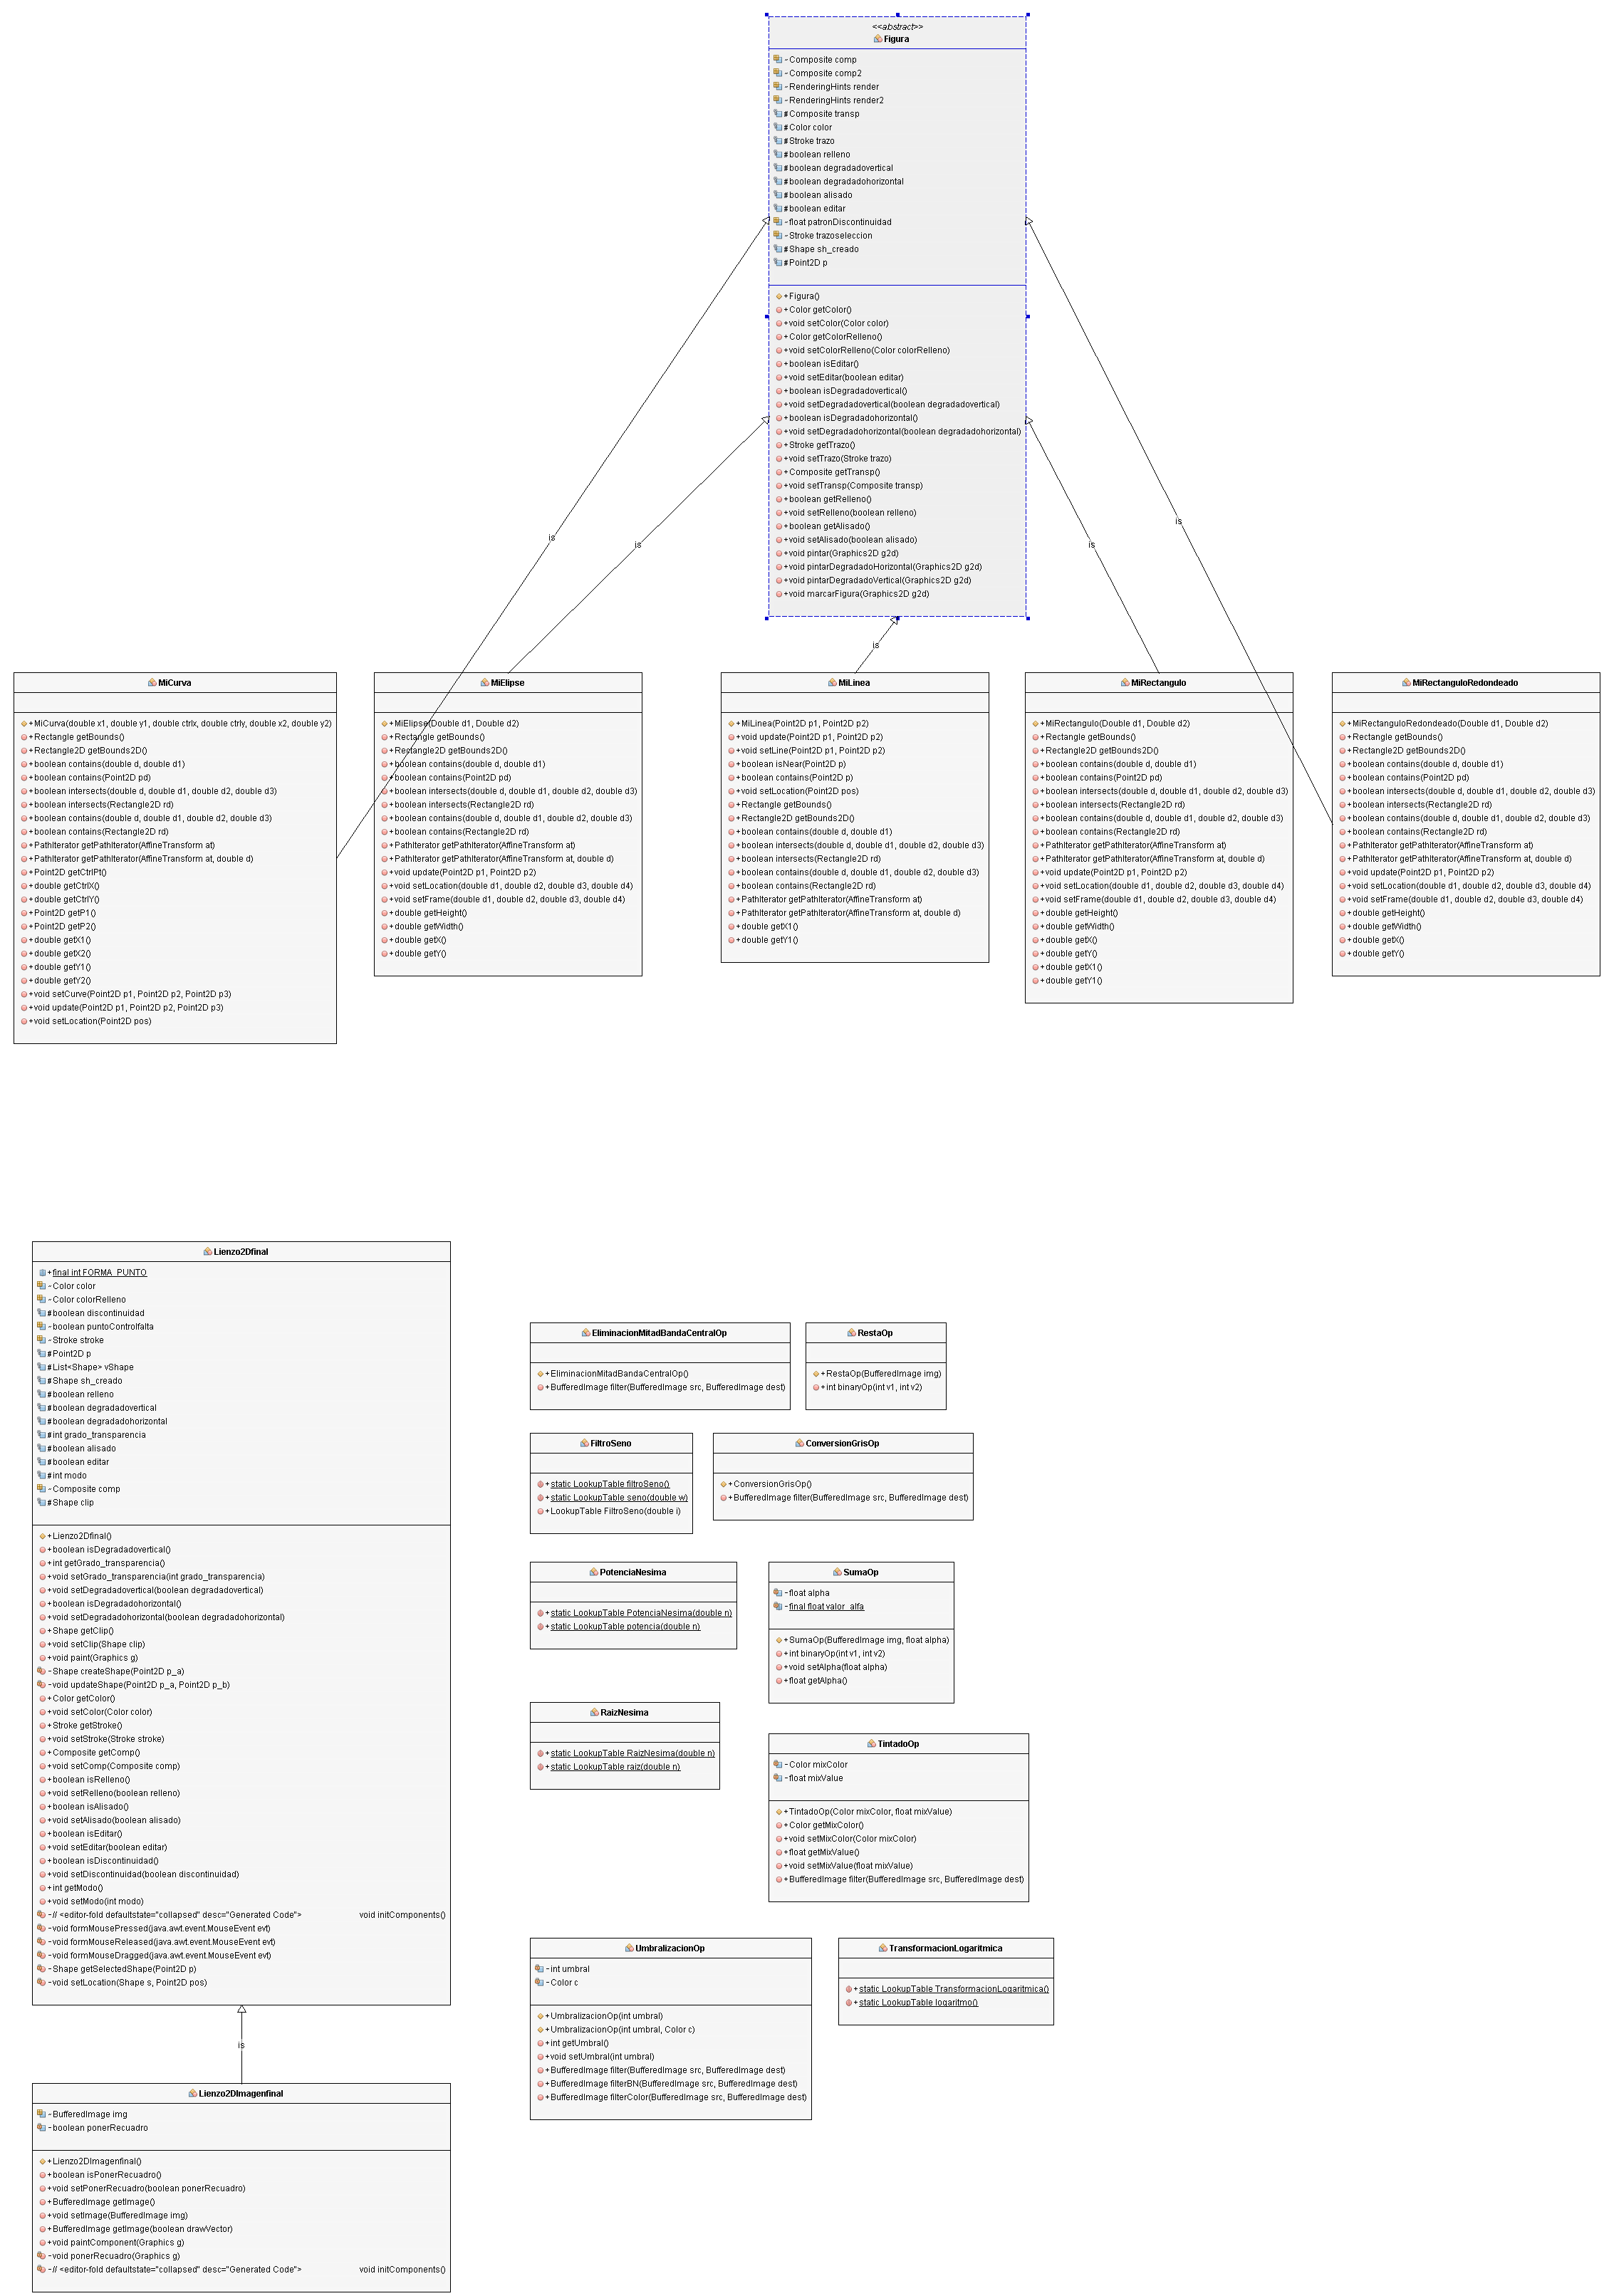 <<abstract>>
Figura
-Composite comp
-Composite comp2
-RenderingHints render
-RenderingHints render2
#Composite transp
#Color color
#Stroke trazo
#boolean relleno
#boolean degradadovertical
#boolean degradadohorizontal
#boolean alisado
#boolean editar
-float patronDiscontinuidad
-Stroke trazoseleccion
#Shape sh_creado
#Point2D p
+Figura()
+Color getColor()
+void setColor(Color color)
+Color getColorRelleno()
+void setColorRelleno(Color colorRelleno)
+boolean isEditar()
+void setEditar(boolean editar)
+boolean isDegradadovertical()
+void setDegradadovertical(boolean degradadovertical)
+boolean isDegradadohorizontal()
+void setDegradadohorizontal(boolean degradadohorizontal)
+Stroke getTrazo()
+void setTrazo(Stroke trazo)
+Composite getTransp()
+void setTransp(Composite transp)
+boolean getRelleno()
+void setRelleno(boolean relleno)
+boolean getAlisado()
+void setAlisado(boolean alisado)
+void pintar(Graphics2D g2d)
+void pintarDegradadoHorizontal(Graphics2D g2d)
+void pintarDegradadoVertical(Graphics2D g2d)
+void marcarFigura(Graphics2D g2d)
is
is
is
is
is
MiCurva
+MiCurva(double x1, double y1, double ctrlx, double ctrly, double x2, double y2)
+Rectangle getBounds()
+Rectangle2D getBounds2D()
+boolean contains(double d, double d1)
+boolean contains(Point2D pd)
+boolean intersects(double d, double d1, double d2, double d3)
+boolean intersects(Rectangle2D rd)
+boolean contains(double d, double d1, double d2, double d3)
+boolean contains(Rectangle2D rd)
+PathIterator getPathIterator(AffineTransform at)
+PathIterator getPathIterator(AffineTransform at, double d)
+Point2D getCtrlPt()
+double getCtrlX()
+double getCtrlY()
+Point2D getP1()
+Point2D getP2()
+double getX1()
+double getX2()
+double getY1()
+double getY2()
+void setCurve(Point2D p1, Point2D p2, Point2D p3)
+void update(Point2D p1, Point2D p2, Point2D p3)
+void setLocation(Point2D pos)
MiElipse
+MiElipse(Double d1, Double d2)
+Rectangle getBounds()
+Rectangle2D getBounds2D()
+boolean contains(double d, double d1)
+boolean contains(Point2D pd)
+boolean intersects(double d, double d1, double d2, double d3)
+boolean intersects(Rectangle2D rd)
+boolean contains(double d, double d1, double d2, double d3)
+boolean contains(Rectangle2D rd)
+PathIterator getPathIterator(AffineTransform at)
+PathIterator getPathIterator(AffineTransform at, double d)
+void update(Point2D p1, Point2D p2)
+void setLocation(double d1, double d2, double d3, double d4)
+void setFrame(double d1, double d2, double d3, double d4)
+double getHeight()
+double getWidth()
+double getX()
+double getY()
MiLinea
+MiLinea(Point2D p1, Point2D p2)
+void update(Point2D p1, Point2D p2)
+void setLine(Point2D p1, Point2D p2)
+boolean isNear(Point2D p)
+boolean contains(Point2D p)
+void setLocation(Point2D pos)
+Rectangle getBounds()
+Rectangle2D getBounds2D()
+boolean contains(double d, double d1)
+boolean intersects(double d, double d1, double d2, double d3)
+boolean intersects(Rectangle2D rd)
+boolean contains(double d, double d1, double d2, double d3)
+boolean contains(Rectangle2D rd)
+PathIterator getPathIterator(AffineTransform at)
+PathIterator getPathIterator(AffineTransform at, double d)
+double getX1()
+double getY1()
MiRectangulo
+MiRectangulo(Double d1, Double d2)
+Rectangle getBounds()
+Rectangle2D getBounds2D()
+boolean contains(double d, double d1)
+boolean contains(Point2D pd)
+boolean intersects(double d, double d1, double d2, double d3)
+boolean intersects(Rectangle2D rd)
+boolean contains(double d, double d1, double d2, double d3)
+boolean contains(Rectangle2D rd)
+PathIterator getPathIterator(AffineTransform at)
+PathIterator getPathIterator(AffineTransform at, double d)
+void update(Point2D p1, Point2D p2)
+void setLocation(double d1, double d2, double d3, double d4)
+void setFrame(double d1, double d2, double d3, double d4)
+double getHeight()
+double getWidth()
+double getX()
+double getY()
+double getX1()
+double getY1()
MiRectanguloRedondeado
+MiRectanguloRedondeado(Double d1, Double d2)
+Rectangle getBounds()
+Rectangle2D getBounds2D()
+boolean contains(double d, double d1)
+boolean contains(Point2D pd)
+boolean intersects(double d, double d1, double d2, double d3)
+boolean intersects(Rectangle2D rd)
+boolean contains(double d, double d1, double d2, double d3)
+boolean contains(Rectangle2D rd)
+PathIterator getPathIterator(AffineTransform at)
+PathIterator getPathIterator(AffineTransform at, double d)
+void update(Point2D p1, Point2D p2)
+void setLocation(double d1, double d2, double d3, double d4)
+void setFrame(double d1, double d2, double d3, double d4)
+double getHeight()
+double getWidth()
+double getX()
+double getY()
Lienzo2Dfinal
+final int FORMA_PUNTO
-Color color
-Color colorRelleno
#boolean discontinuidad
-boolean puntoControlfalta
-Stroke stroke
#Point2D p
#List<Shape> vShape
#Shape sh_creado
#boolean relleno
#boolean degradadovertical
#boolean degradadohorizontal
#int grado_transparencia
#boolean alisado
#boolean editar
#int modo
-Composite comp
#Shape clip
+Lienzo2Dfinal()
+boolean isDegradadovertical()
+int getGrado_transparencia()
+void setGrado_transparencia(int grado_transparencia)
+void setDegradadovertical(boolean degradadovertical)
+boolean isDegradadohorizontal()
+void setDegradadohorizontal(boolean degradadohorizontal)
+Shape getClip()
+void setClip(Shape clip)
+void paint(Graphics g)
-Shape createShape(Point2D p_a)
-void updateShape(Point2D p_a, Point2D p_b)
+Color getColor()
+void setColor(Color color)
+Stroke getStroke()
+void setStroke(Stroke stroke)
+Composite getComp()
+void setComp(Composite comp)
+boolean isRelleno()
+void setRelleno(boolean relleno)
+boolean isAlisado()
+void setAlisado(boolean alisado)
+boolean isEditar()
+void setEditar(boolean editar)
+boolean isDiscontinuidad()
+void setDiscontinuidad(boolean discontinuidad)
+int getModo()
+void setModo(int modo)
-// <editor-fold defaultstate="collapsed" desc="Generated Code"> void initComponents()
-void formMousePressed(java.awt.event.MouseEvent evt)
-void formMouseReleased(java.awt.event.MouseEvent evt)
-void formMouseDragged(java.awt.event.MouseEvent evt)
-Shape getSelectedShape(Point2D p)
-void setLocation(Shape s, Point2D pos)
is
Lienzo2DImagenfinal
-BufferedImage img
-boolean ponerRecuadro
+Lienzo2DImagenfinal()
+boolean isPonerRecuadro()
+void setPonerRecuadro(boolean ponerRecuadro)
+BufferedImage getImage()
+void setImage(BufferedImage img)
+BufferedImage getImage(boolean drawVector)
+void paintComponent(Graphics g)
-void ponerRecuadro(Graphics g)
-// <editor-fold defaultstate="collapsed" desc="Generated Code"> void initComponents()
EliminacionMitadBandaCentralOp
+EliminacionMitadBandaCentralOp()
+BufferedImage filter(BufferedImage src, BufferedImage dest)
RestaOp
+RestaOp(BufferedImage img)
+int binaryOp(int v1, int v2)
FiltroSeno
+static LookupTable filtroSeno()
+static LookupTable seno(double w)
+LookupTable FiltroSeno(double i)
ConversionGrisOp
+ConversionGrisOp()
+BufferedImage filter(BufferedImage src, BufferedImage dest)
PotenciaNesima
+static LookupTable PotenciaNesima(double n)
+static LookupTable potencia(double n)
SumaOp
-float alpha
-final float valor_alfa
+SumaOp(BufferedImage img, float alpha)
+int binaryOp(int v1, int v2)
+void setAlpha(float alpha)
+float getAlpha()
RaizNesima
+static LookupTable RaizNesima(double n)
+static LookupTable raiz(double n)
TintadoOp
-Color mixColor
-float mixValue
+TintadoOp(Color mixColor, float mixValue)
+Color getMixColor()
+void setMixColor(Color mixColor)
+float getMixValue()
+void setMixValue(float mixValue)
+BufferedImage filter(BufferedImage src, BufferedImage dest)
UmbralizacionOp
-int umbral
-Color c
+UmbralizacionOp(int umbral)
+UmbralizacionOp(int umbral, Color c)
+int getUmbral()
+void setUmbral(int umbral)
+BufferedImage filter(BufferedImage src, BufferedImage dest)
+BufferedImage filterBN(BufferedImage src, BufferedImage dest)
+BufferedImage filterColor(BufferedImage src, BufferedImage dest)
TransformacionLogaritmica
+static LookupTable TransformacionLogaritmica()
+static LookupTable logaritmo()